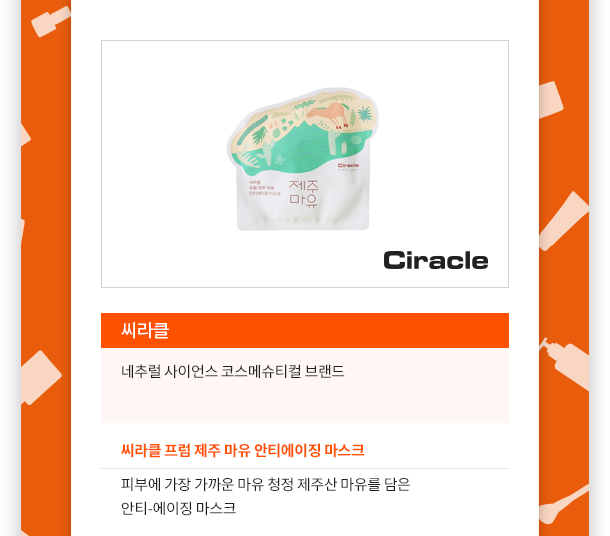 Ciracle
제주
마유
Ciracle
씨라클
네추럴 사이언스 코스메슈티컬 브랜드
씨라클 프럼 제주 마유 안티에이징 마스크
피부에 가장 가까운 마유 청정 제주산 마유를 담은
안티-에이징 마스크